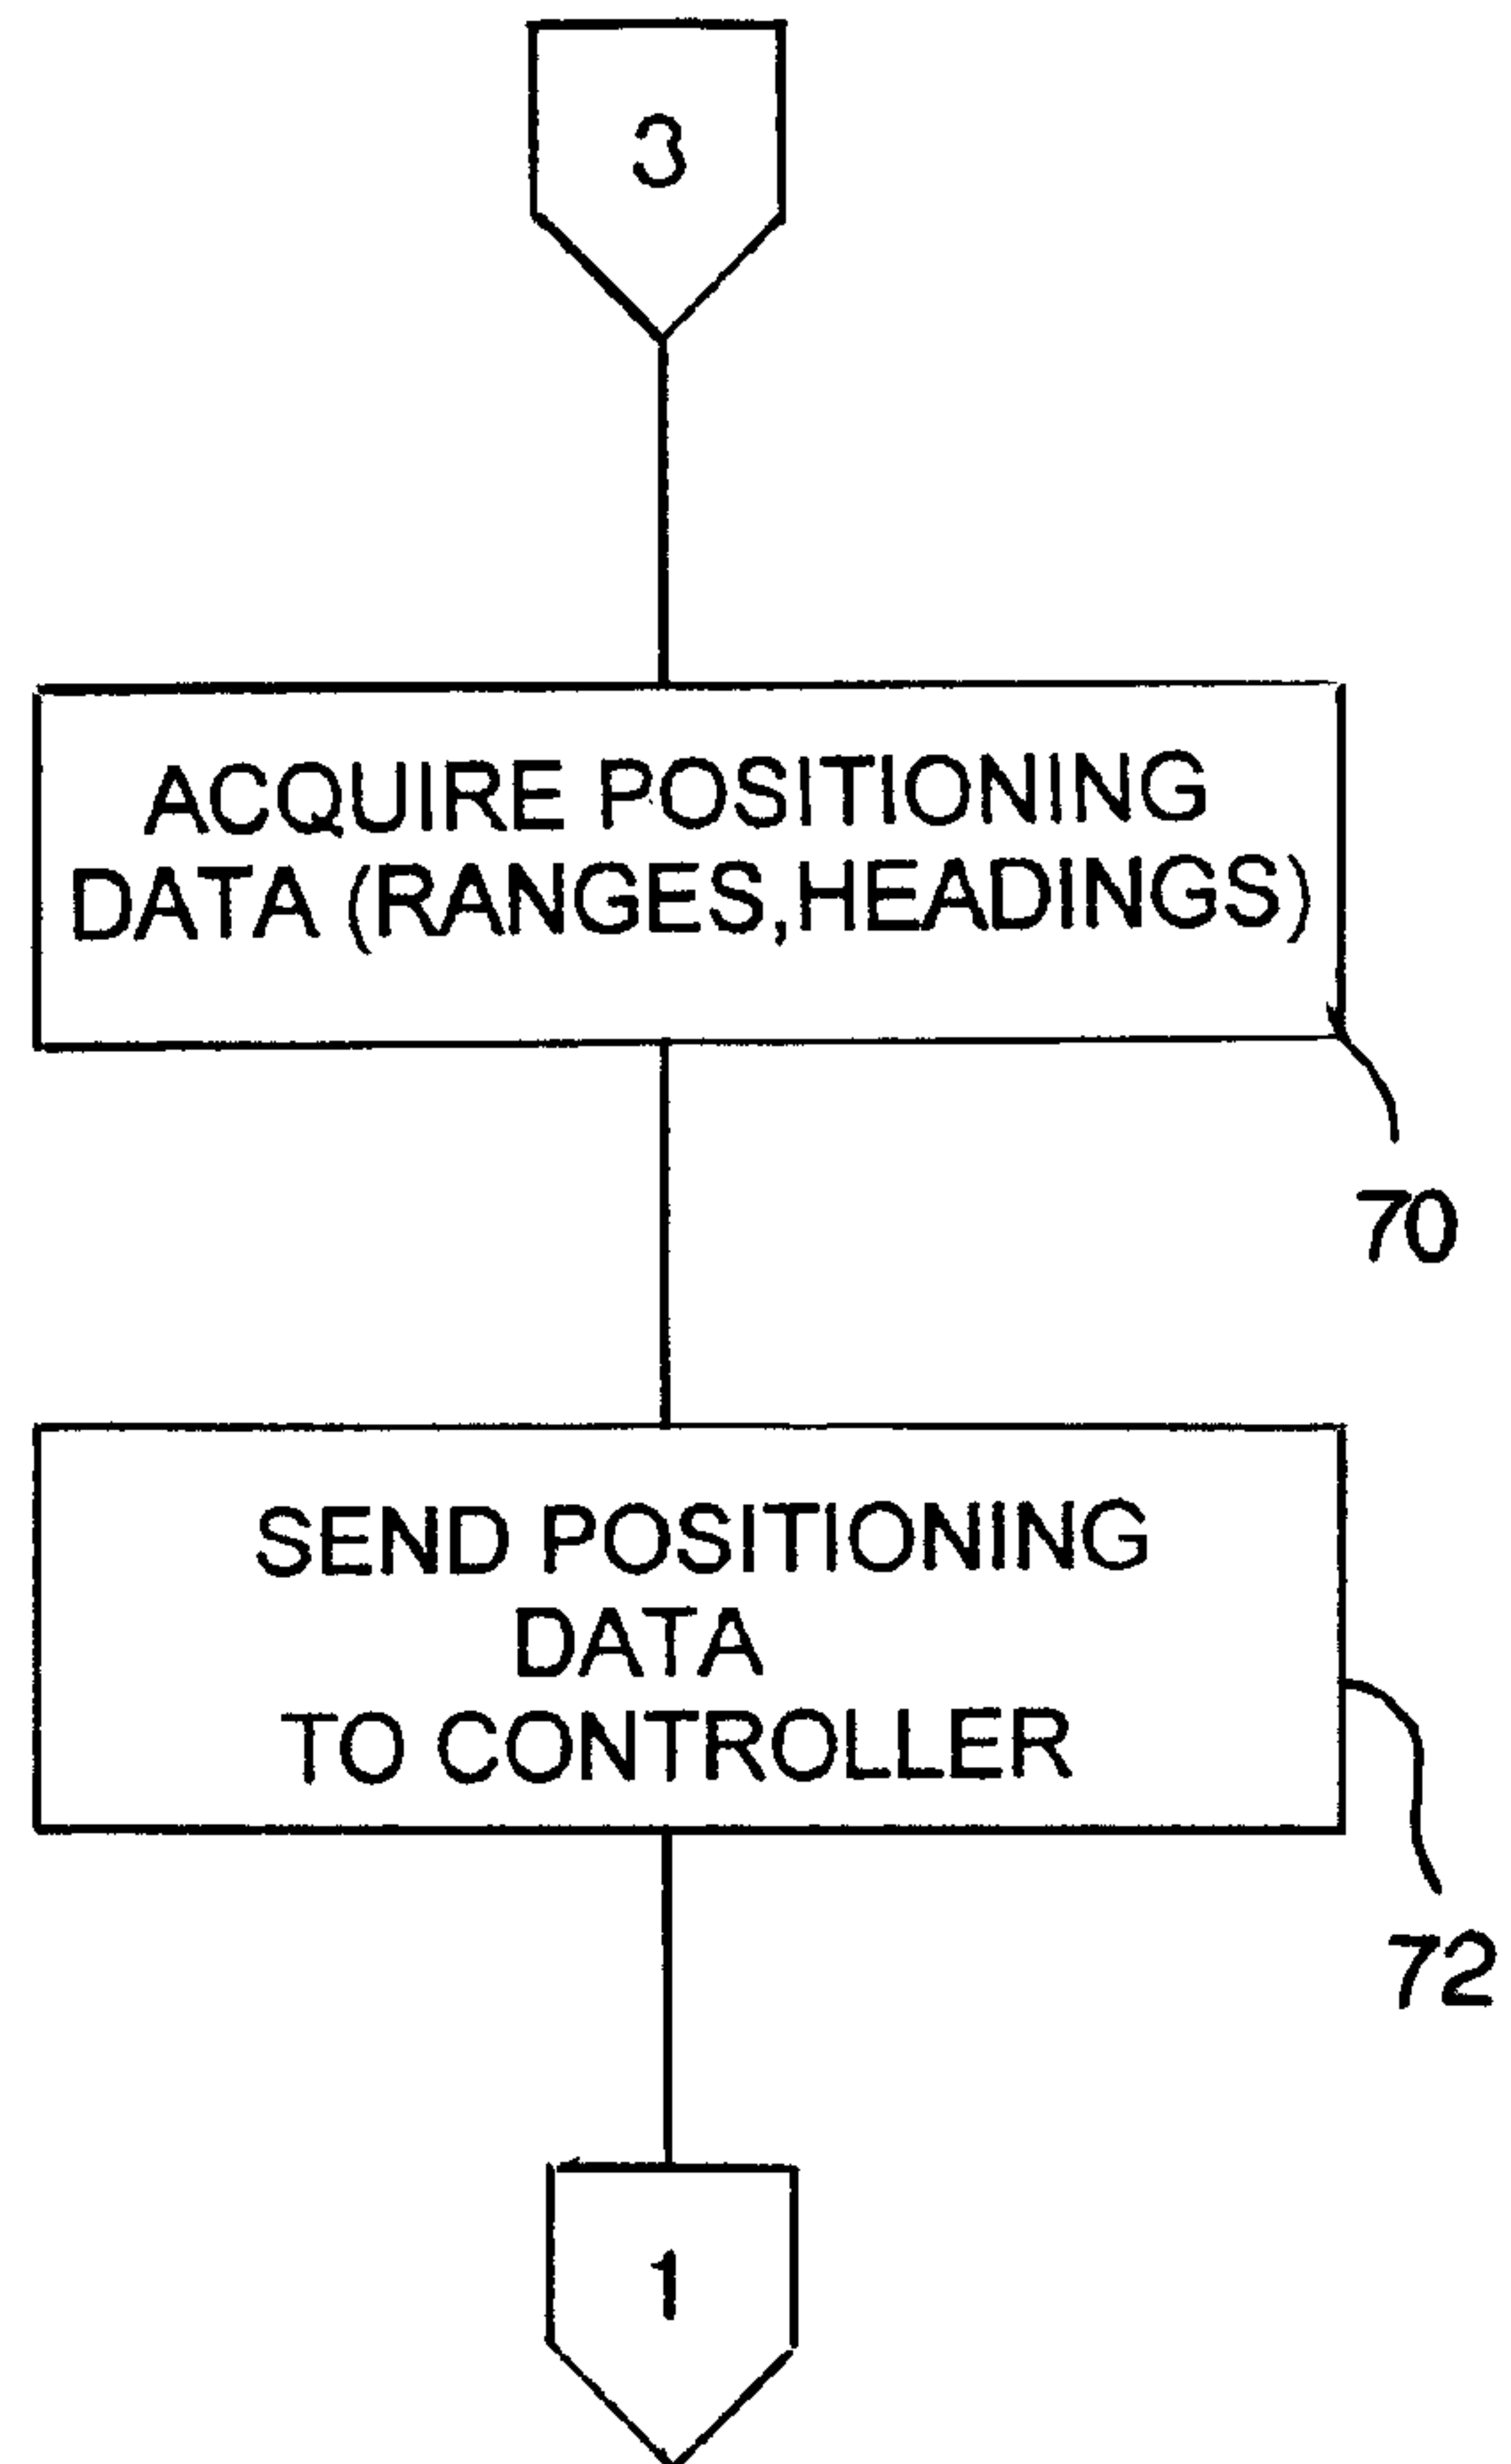 3
ACQUIRE POSITIONING
DATA (RANGES, HEADINGS)
70
SEND POSITIONING
DATA
TO CONTROLLER
72
1